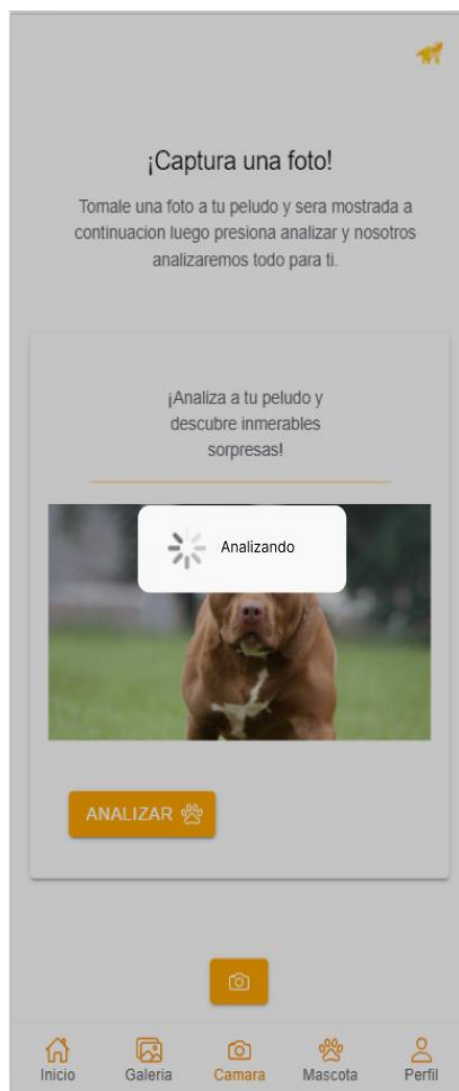 ¡Captura una foto!
Tomale una foto a tu peludo y sera mostrada a
continuacion luego presiona analizar y nosotros
analizaremos todo para ti.
¡Analiza a tu peludo y
descubre inmerables
sorpresas!
Analizando
ANALIZAR
Inicio Galeria Camara Mascota Perfil